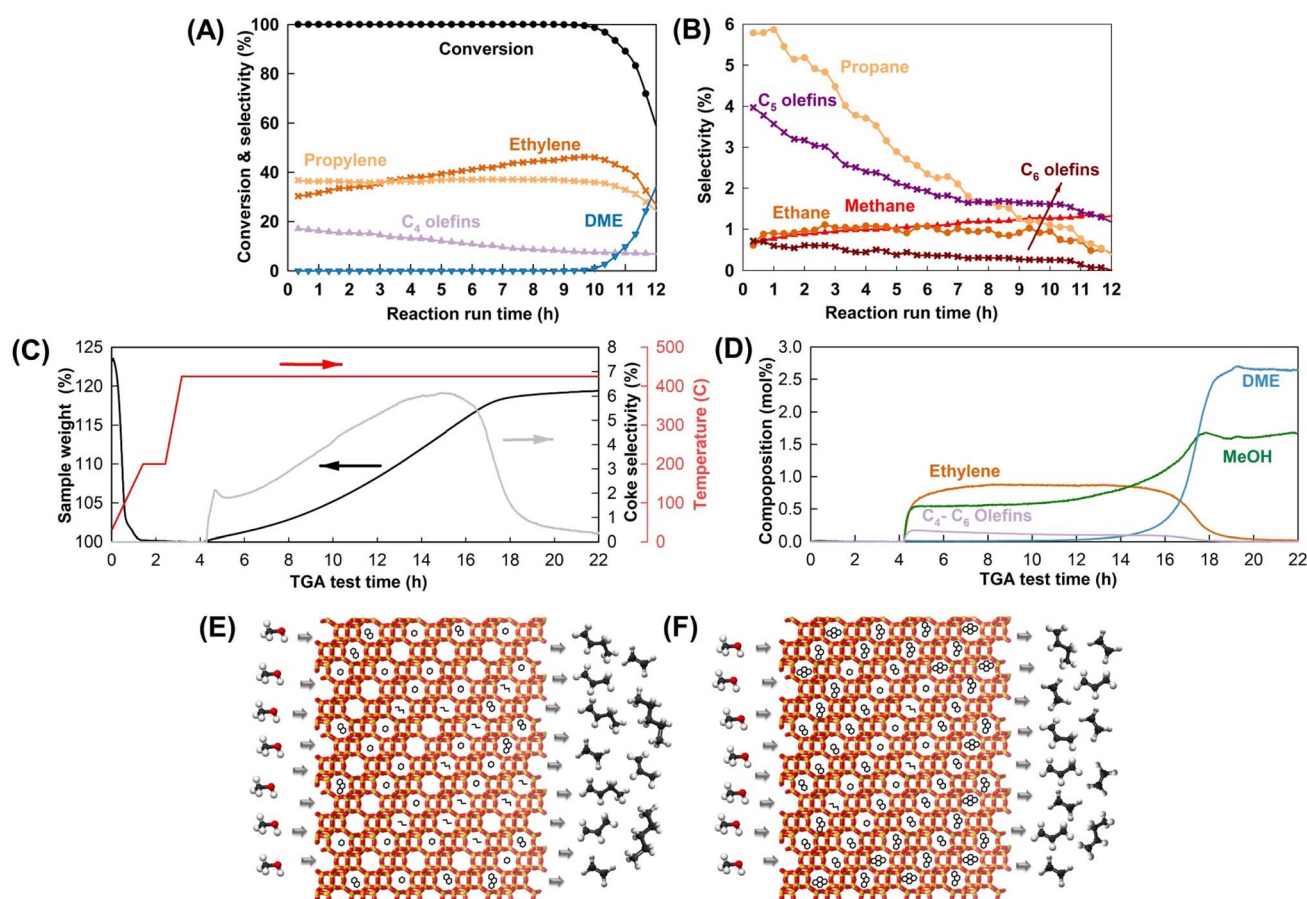 (A)
Conversion & selectivity (%)
100
80
60
40
20
0
Conversion
Propylene
Ethylene
C4 olefins
DME
0 1 2 3 4 5 6 7 8 9 10 11 12
Reaction run time (h)
(B)
Selectivity (%)
6
5
4
3
2
1
0
Propane
C5 olefins
C6 olefins
Ethane
Methane
0 1 2 3 4 5 6 7 8 9 10 11 12
Reaction run time (h)
(C)
Sample weight (%)
125
120
115
110
105
100
0 2 4 6 8 10 12 14 16 18 20 22
TGA test time (h)
8
7
6
5
4
3
2
1
0
Coke selectivity (%)
500
400
300
200
100
0
Temperature (C)
(D)
Compoposition (mol%)
3.0
2.5
2.0
1.5
1.0
0.5
0.0
DME
MeOH
Ethylene
C4- C6 Olefins
0 2 4 6 8 10 12 14 16 18 20 22
TGA test time (h)
(E)
(F)